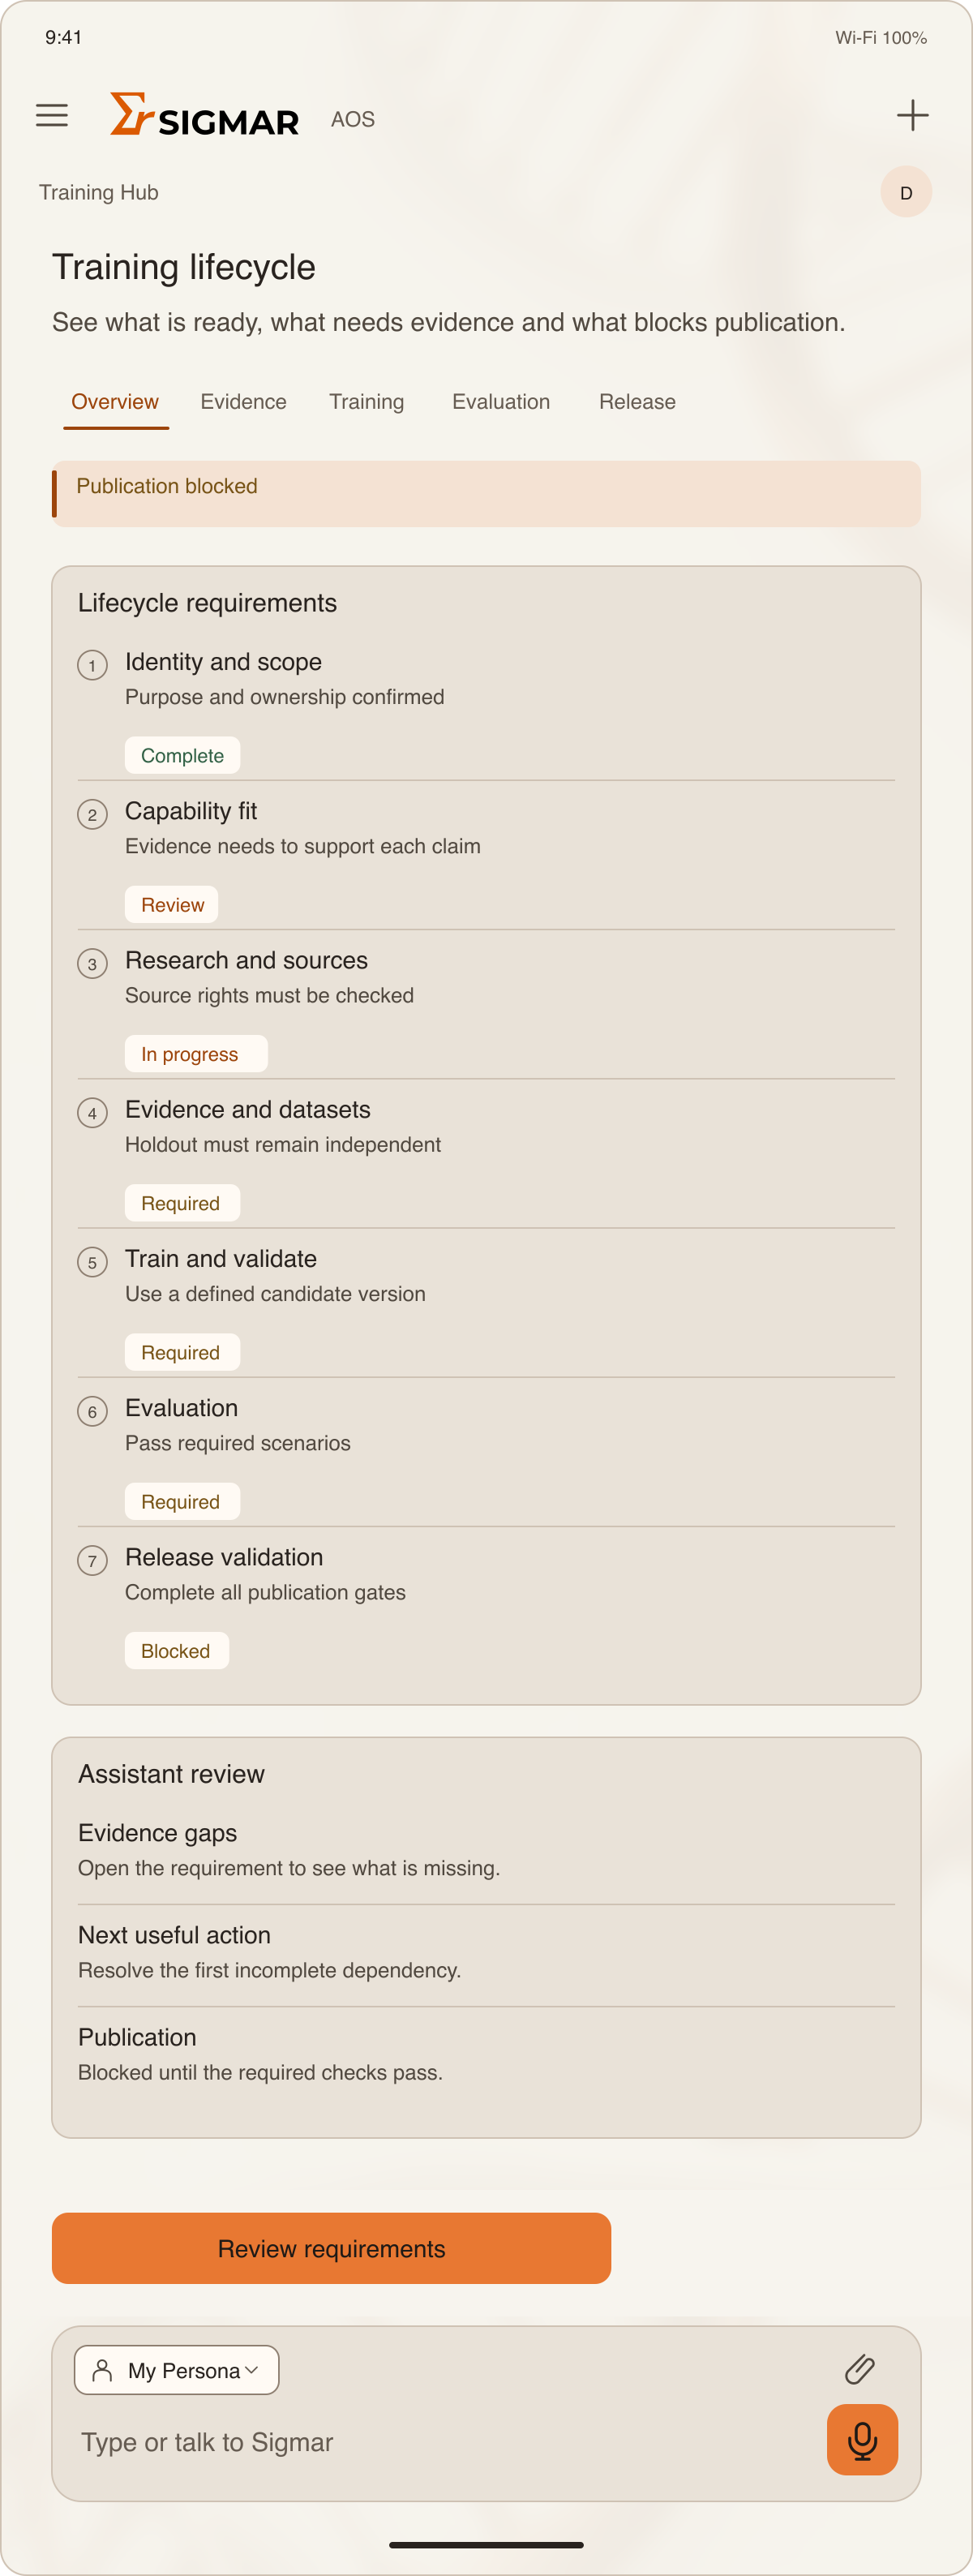 9:41
Wi-Fi 100%
Σr SIGMAR AOS
Training Hub
D
Training lifecycle
See what is ready, what needs evidence and what blocks publication.
Overview Evidence Training Evaluation Release
Publication blocked
Lifecycle requirements
1 Identity and scope
Purpose and ownership confirmed
Complete
2 Capability fit
Evidence needs to support each claim
Review
3 Research and sources
Source rights must be checked
In progress
4 Evidence and datasets
Holdout must remain independent
Required
5 Train and validate
Use a defined candidate version
Required
6 Evaluation
Pass required scenarios
Required
7 Release validation
Complete all publication gates
Blocked
Assistant review
Evidence gaps
Open the requirement to see what is missing.
Next useful action
Resolve the first incomplete dependency.
Publication
Blocked until the required checks pass.
Review requirements
My Persona
Type or talk to Sigmar